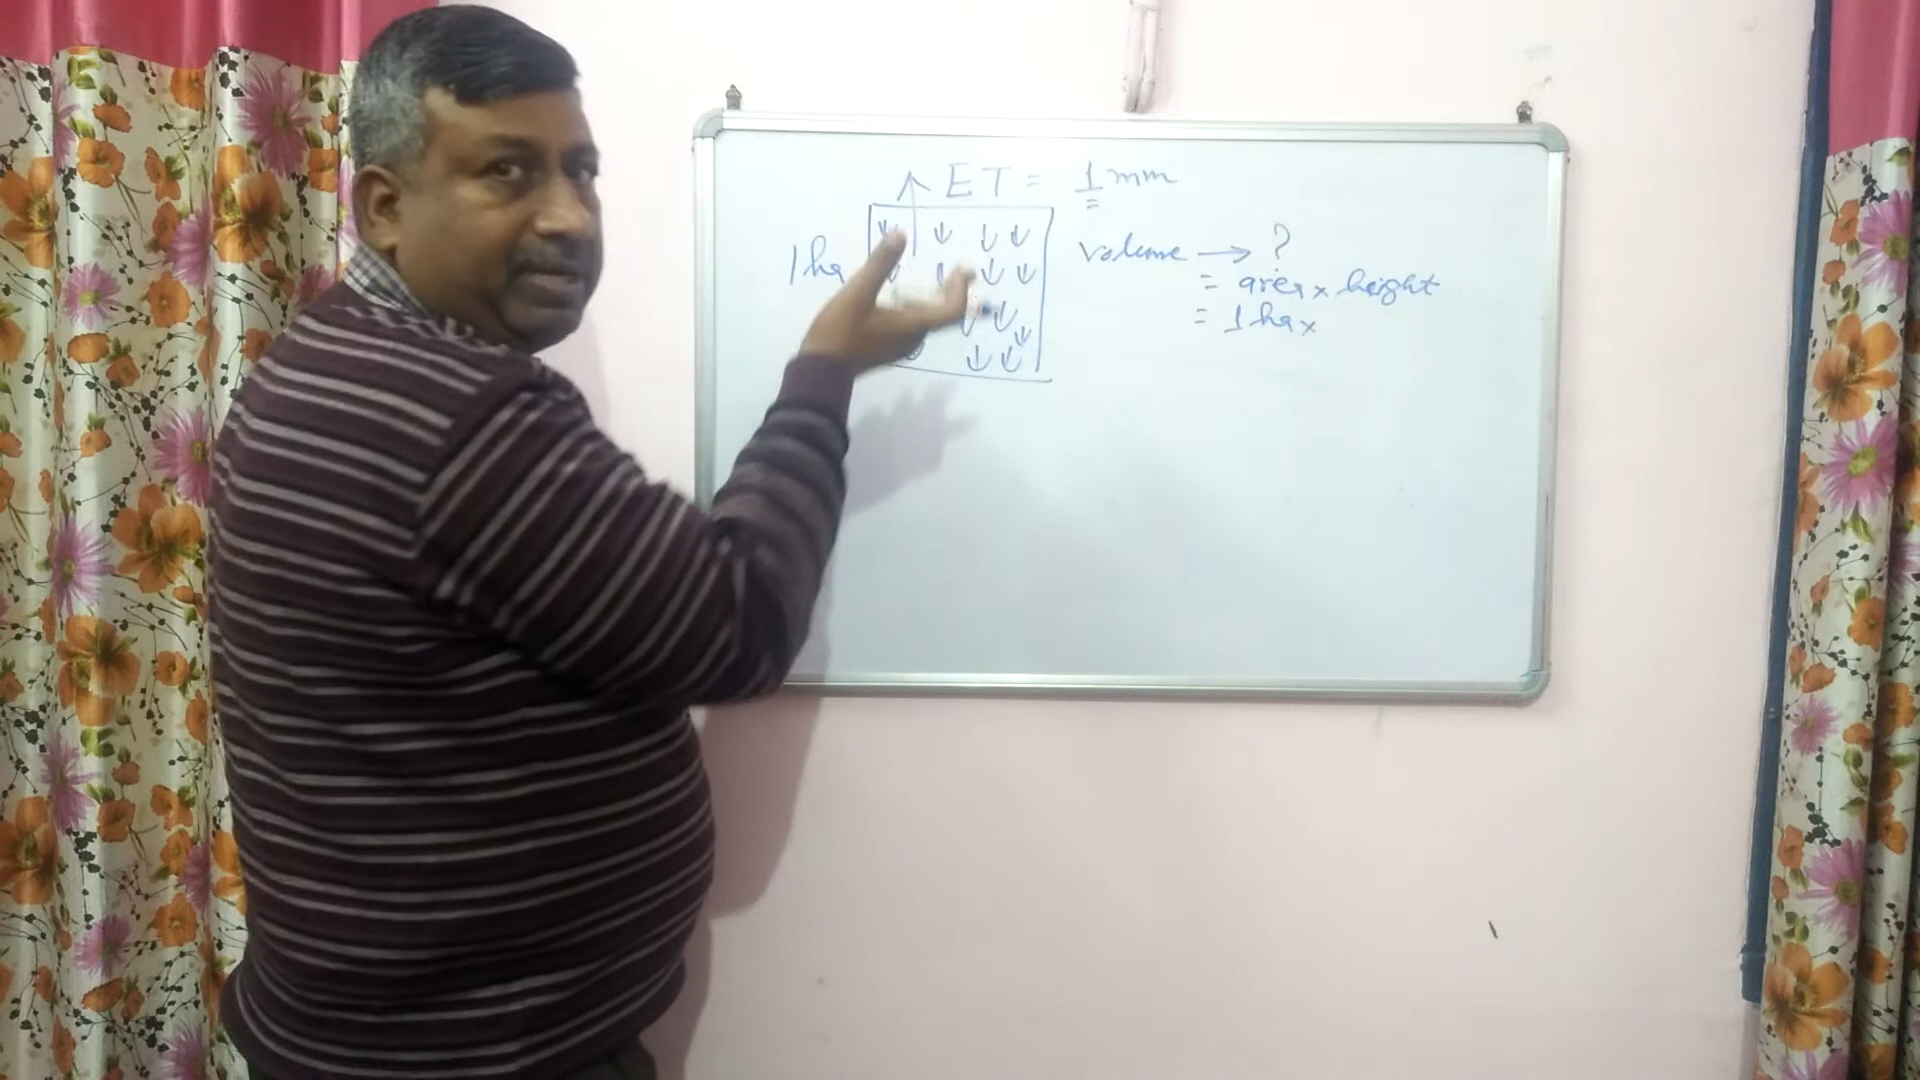 ET = 1 mm
1 ha
volume → ?
= area x height
= 1 ha x